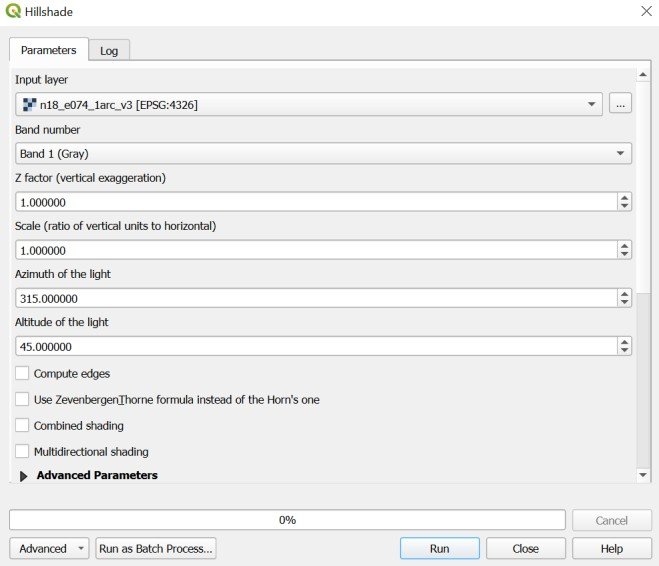 Hillshade
Parameters
Log
Input layer
n18_e074_1arc_v3 [EPSG:4326]
...
Band number
Band 1 (Gray)
Z factor (vertical exaggeration)
1.000000
Scale (ratio of vertical units to horizontal)
1.000000
Azimuth of the light
315.000000
Altitude of the light
45.000000
Compute edges
Use ZevenbergenThorne formula instead of the Horn's one
Combined shading
Multidirectional shading
Advanced Parameters
0%
Cancel
Advanced
Run as Batch Process...
Run
Close
Help